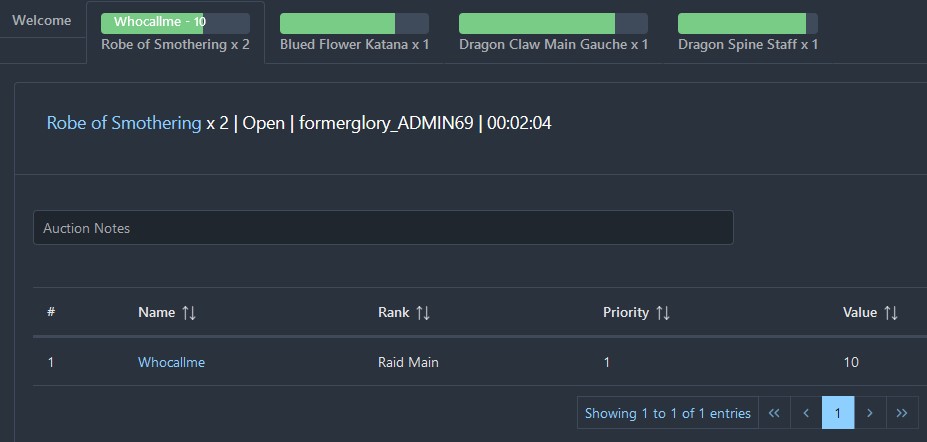 Welcome
Whocallme - 10
Robe of Smothering x 2
Blued Flower Katana x 1
Dragon Claw Main Gauche x 1
Dragon Spine Staff x 1
Robe of Smothering x 2 | Open | formerglory_ADMIN69 | 00:02:04
Auction Notes
# Name Rank Priority Value
1 Whocallme Raid Main 1 10
Showing 1 to 1 of 1 entries « ‹ 1 › »